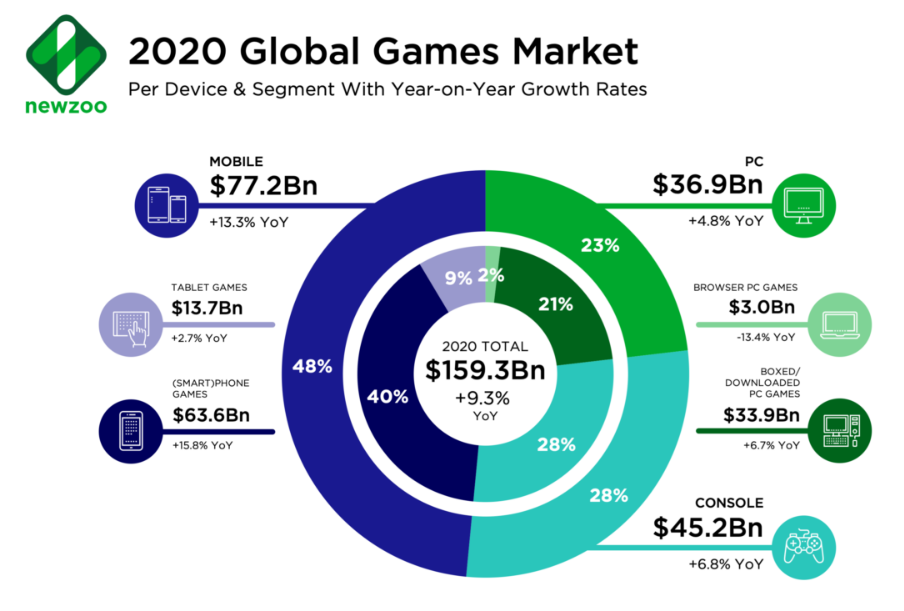 newzoo
2020 Global Games Market
Per Device & Segment With Year-on-Year Growth Rates
MOBILE
$77.2Bn
+13.3% YoY
TABLET GAMES
$13.7Bn
+2.7% YoY
(SMART)PHONE
GAMES
$63.6Bn
+15.8% YoY
48%
23%
28%
9%
2%
21%
40%
28%
2020 TOTAL
$159.3Bn
+9.3%
YoY
PC
$36.9Bn
+4.8% YoY
BROWSER PC GAMES
$3.0Bn
-13.4% YoY
BOXED/
DOWNLOADED
PC GAMES
$33.9Bn
+6.7% YoY
CONSOLE
$45.2Bn
+6.8% YoY